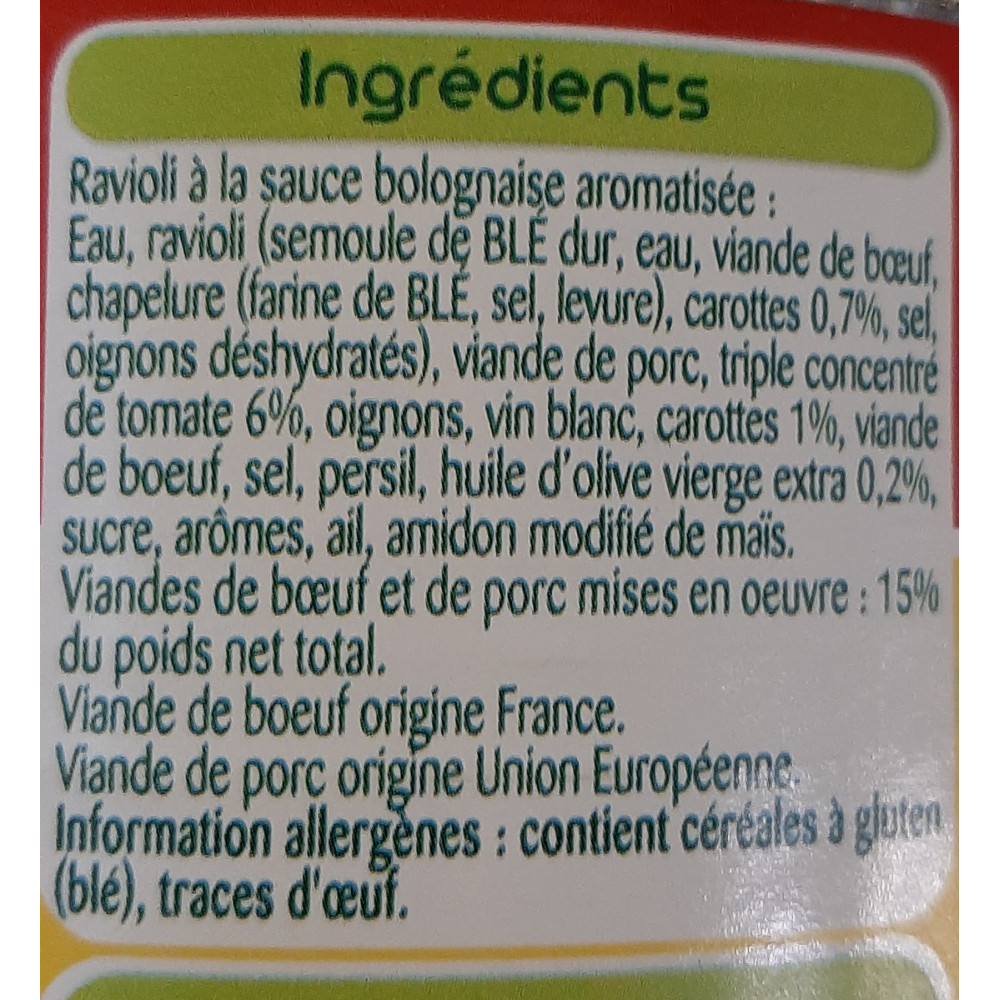 Ingrédients
Ravioli à la sauce bolognaise aromatisée :
Eau, ravioli (semoule de BLÉ dur, eau, viande de bœuf,
chapelure (farine de BLÉ, sel, levure), carottes 0,7%, sel,
oignons déshydratés), viande de porc, triple concentré
de tomate 6%, oignons, vin blanc, carottes 1%, viande
de boeuf, sel, persil, huile d'olive vierge extra 0,2%,
sucre, arômes, ail, amidon modifié de maïs.
Viandes de bœuf et de porc mises en oeuvre : 15%
du poids net total.
Viande de boeuf origine France.
Viande de porc origine Union Européenne.
Information allergènes : contient céréales à gluten
(blé), traces d'œuf.